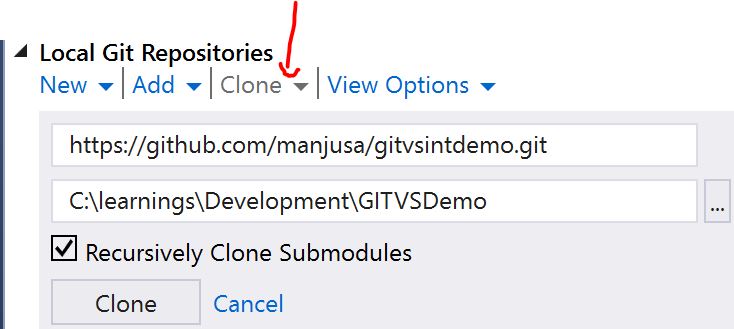 Local Git Repositories
New Add Clone View Options
https://github.com/manjusa/gitvsintdemo.git
C:\learnings\Development\GITVSDemo
...
Recursively Clone Submodules
Clone Cancel